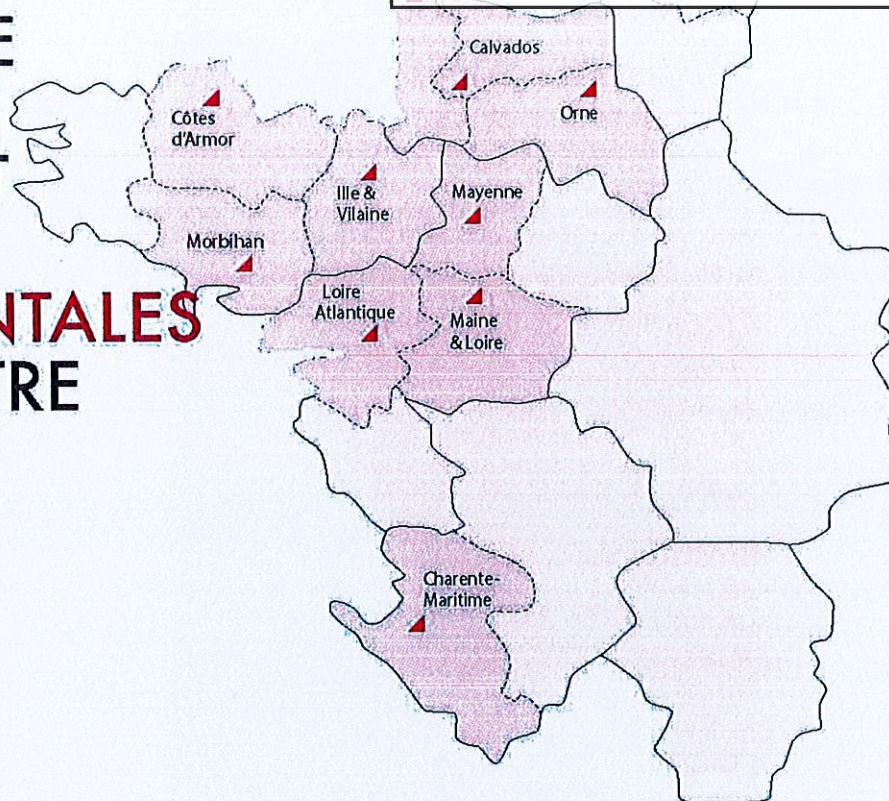 E
Calvados
Orne
Côtes
d'Armor
Ille &
Vilaine
Mayenne
Morbihan
Loire
Atlantique
Maine
& Loire
NTALES
TRE
Charente-
Maritime